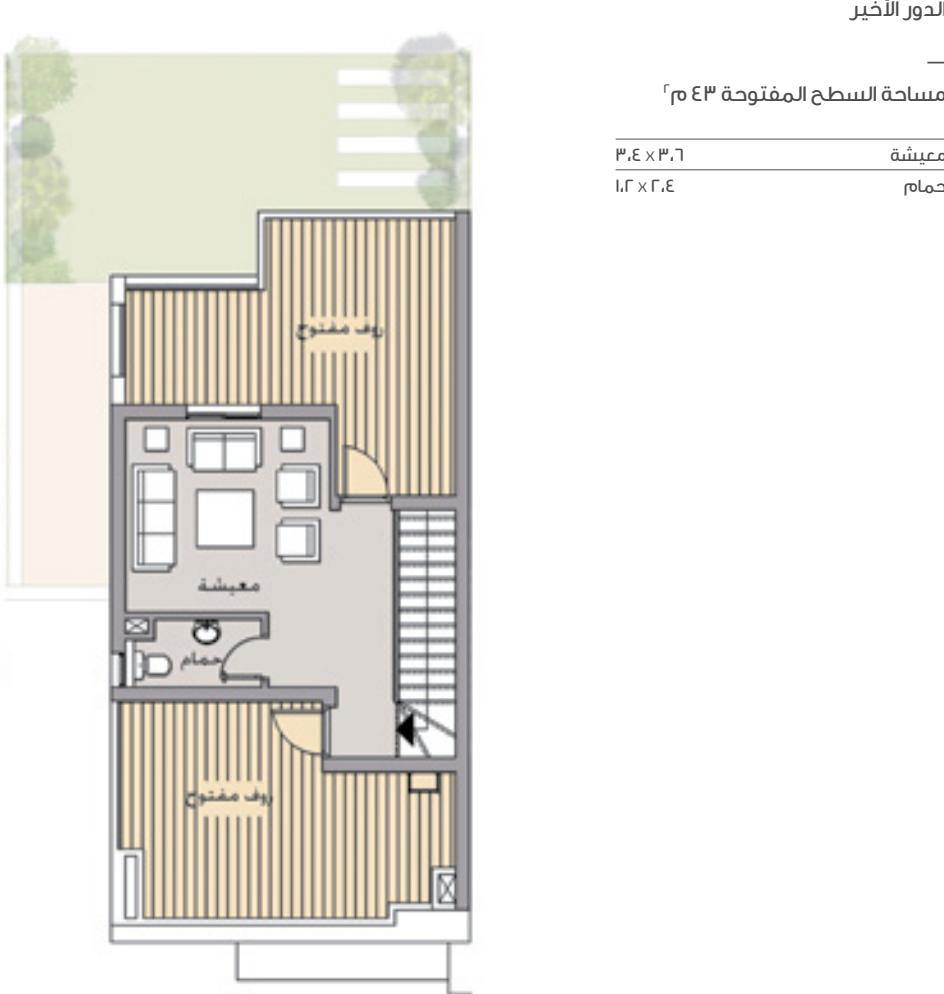 الدور الأخير
—
مساحة السطح المفتوحة ٤٣ م٢
معيشة ٣،٦ × ٣،٤
حمام ٢،٤ × ١،٢
روف مفتوح
معيشة
حمام
روف مفتوح